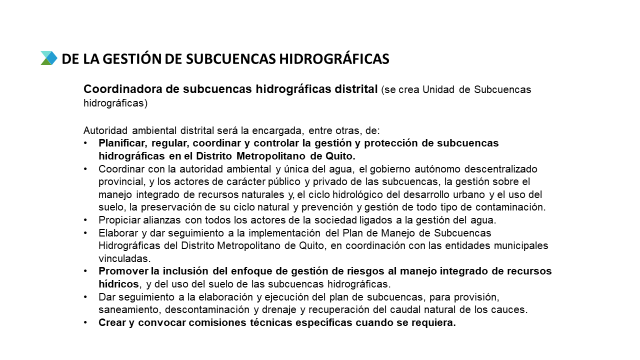 DE LA GESTIÓN DE SUBCUENCAS HIDROGRÁFICAS
Coordinadora de subcuencas hidrográficas distrital (se crea Unidad de Subcuencas
hidrográficas)
Autoridad ambiental distrital será la encargada, entre otras, de:
• Planificar, regular, coordinar y controlar la gestión y protección de subcuencas
hidrográficas en el Distrito Metropolitano de Quito.
• Coordinar con la autoridad ambiental y única del agua, el gobierno autónomo descentralizado
provincial, y los actores de carácter público y privado de las subcuencas, la gestión sobre el
manejo integrado de recursos naturales y, el ciclo hidrológico del desarrollo urbano y el uso del
suelo, la preservación de su ciclo natural y prevención y gestión de todo tipo de contaminación.
• Propiciar alianzas con todos los actores de la sociedad ligados a la gestión del agua.
• Elaborar y dar seguimiento a la implementación del Plan de Manejo de Subcuencas
Hidrográficas del Distrito Metropolitano de Quito, en coordinación con las entidades municipales
vinculadas.
• Promover la inclusión del enfoque de gestión de riesgos al manejo integrado de recursos
hídricos, y del uso del suelo de las subcuencas hidrográficas.
• Dar seguimiento a la elaboración y ejecución del plan de subcuencas, para provisión,
saneamiento, descontaminación y drenaje y recuperación del caudal natural de los cauces.
• Crear y convocar comisiones técnicas específicas cuando se requiera.